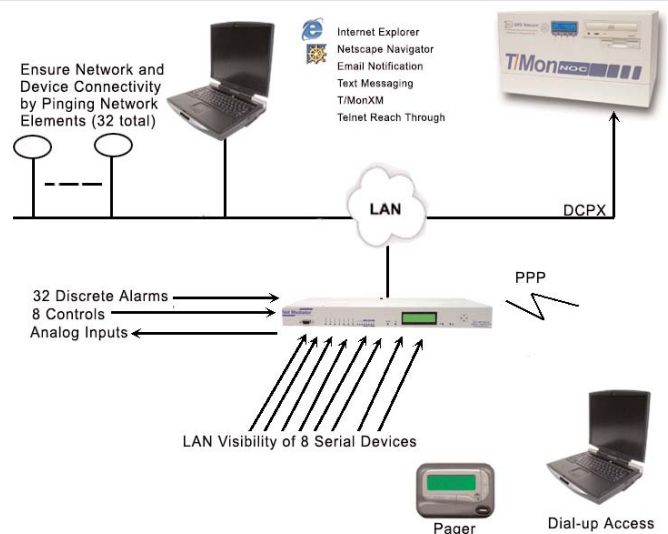 Internet Explorer
Netscape Navigator
Email Notification
Text Messaging
T/MonXM
Telnet Reach Through
Ensure Network and
Device Connectivity
by Pinging Network
Elements (32 total)
T/Mon NOC
LAN
DCPX
PPP
32 Discrete Alarms
8 Controls
Analog Inputs
Net Mediator
LAN Visibility of 8 Serial Devices
Pager
Dial-up Access